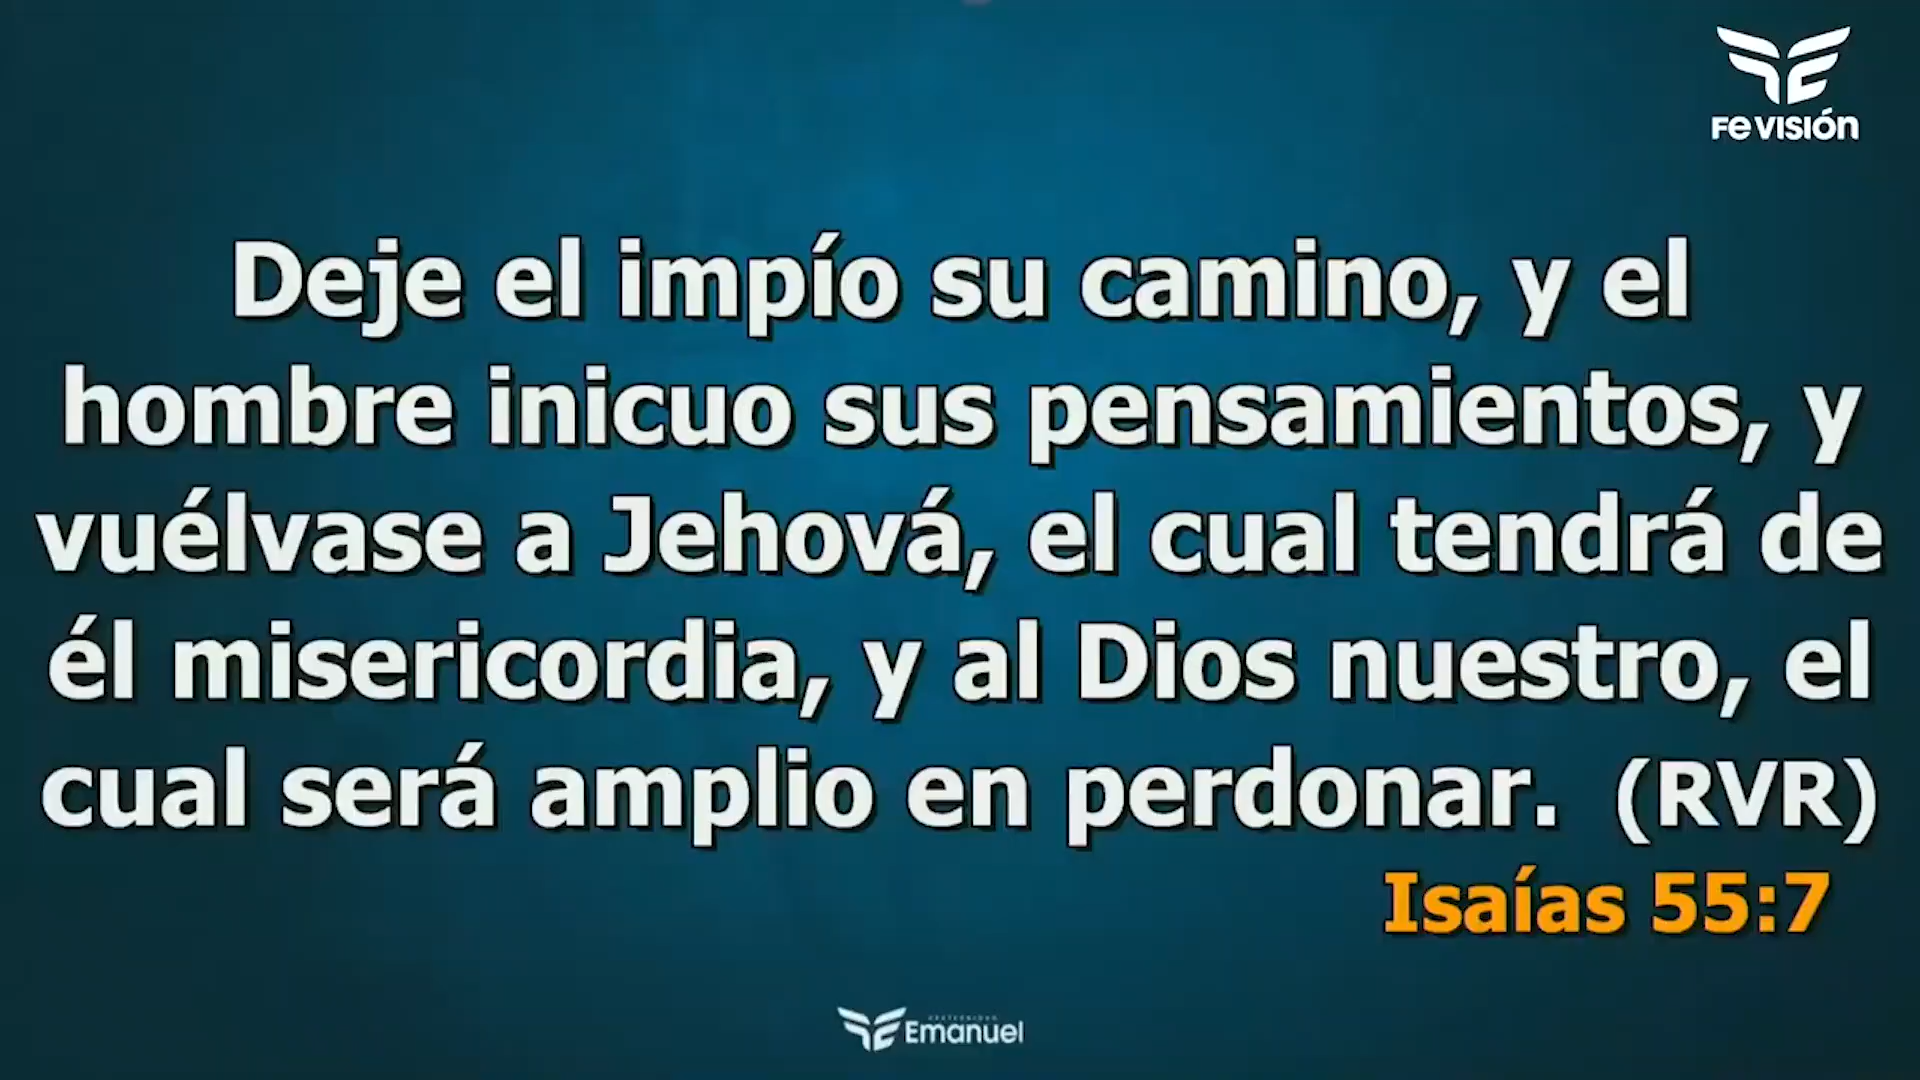 FE VISIÓN
Deje el impío su camino, y el
hombre inicuo sus pensamientos, y
vuélvase a Jehová, el cual tendrá de
él misericordia, y al Dios nuestro, el
cual será amplio en perdonar. (RVR)
Isaías 55:7
Emanuel